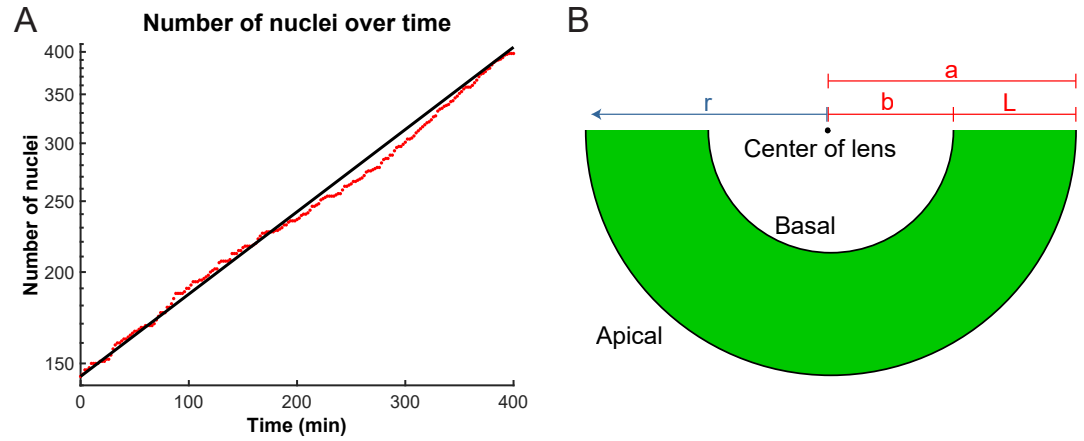 A
Number of nuclei over time
Number of nuclei
400
350
300
250
200
150
0
100
200
300
400
Time (min)
B
a
r
b
L
Center of lens
Basal
Apical